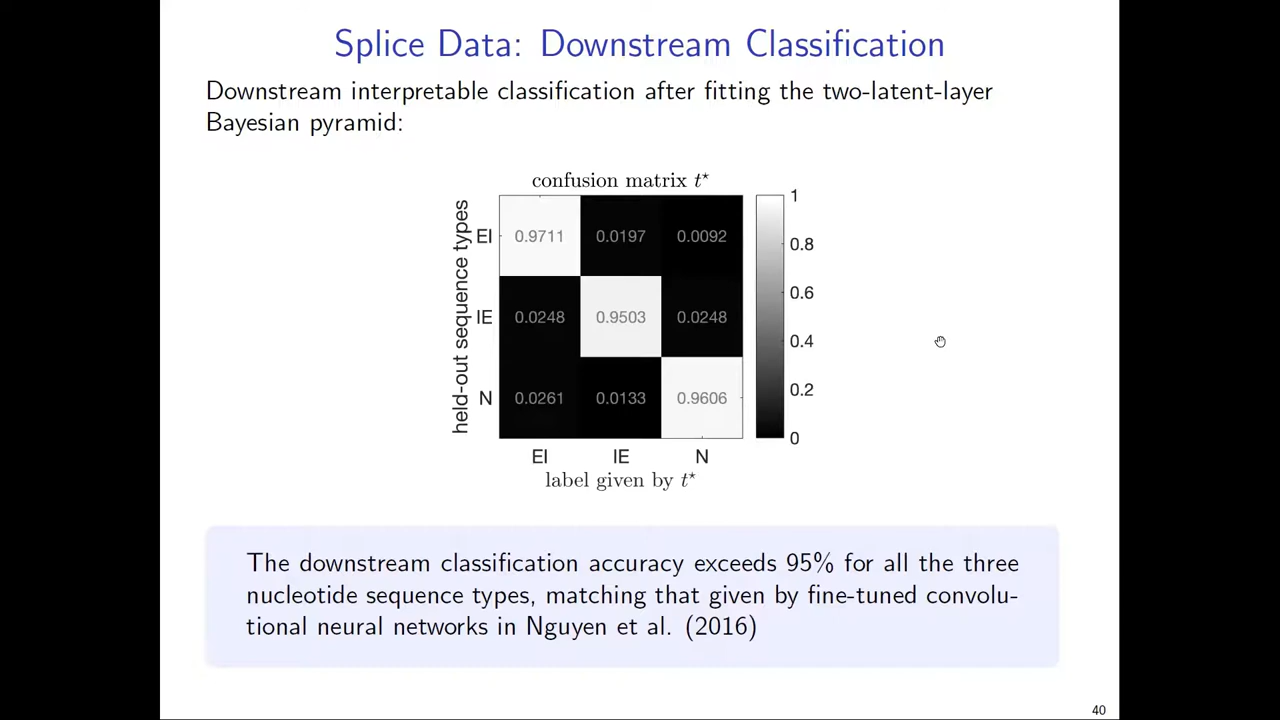 Splice Data: Downstream Classification
Downstream interpretable classification after fitting the two-latent-layer
Bayesian pyramid:
confusion matrix t⋆
held-out sequence types
EI 0.9711 0.0197 0.0092
IE 0.0248 0.9503 0.0248
N 0.0261 0.0133 0.9606
EI IE N
label given by t⋆
1
0.8
0.6
0.4
0.2
0
The downstream classification accuracy exceeds 95% for all the three
nucleotide sequence types, matching that given by fine-tuned convolu-
tional neural networks in Nguyen et al. (2016)
40